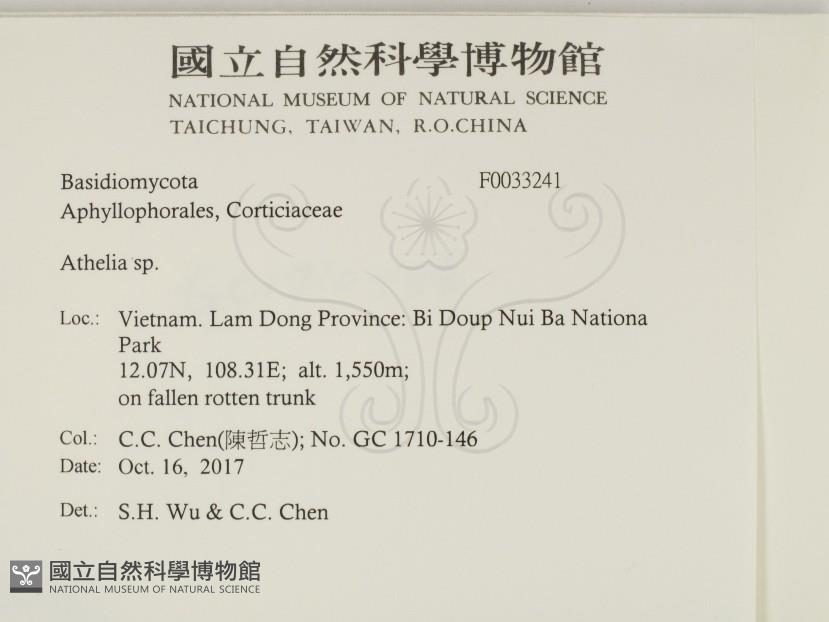 國立自然科學博物館
NATIONAL MUSEUM OF NATURAL SCIENCE
TAICHUNG, TAIWAN, R.O.CHINA
Basidiomycota F0033241
Aphyllophorales, Corticiaceae
Athelia sp.
Loc.: Vietnam. Lam Dong Province: Bi Doup Nui Ba Nationa
Park
12.07N, 108.31E; alt. 1,550m;
on fallen rotten trunk
Col.: C.C. Chen(陳哲志); No. GC 1710-146
Date: Oct. 16, 2017
Det.: S.H. Wu & C.C. Chen
國立自然科學博物館
NATIONAL MUSEUM OF NATURAL SCIENCE